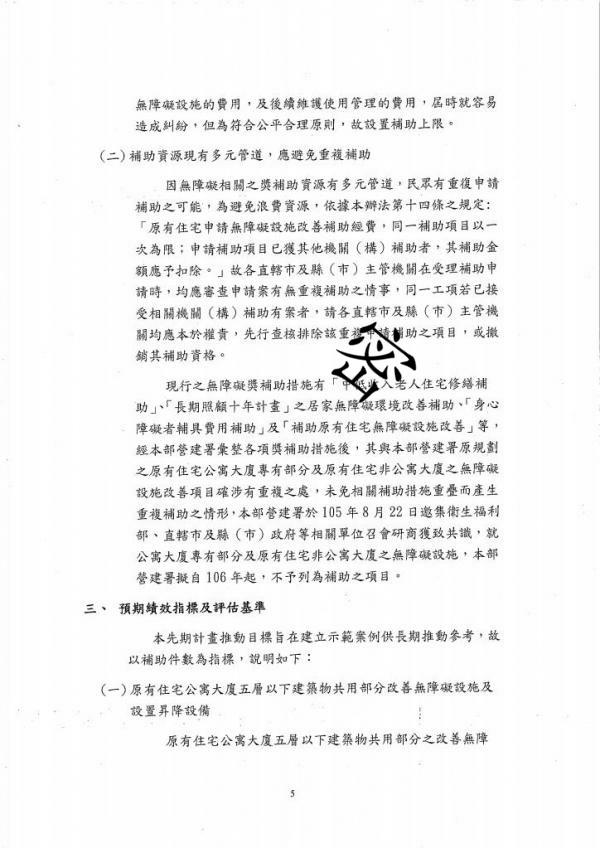 無障礙設施的費用，及後續維護使用管理的費用，屆時就容易
造成糾紛，但為符合公平合理原則，故設置補助上限。
(二)補助資源現有多元管道，應避免重複補助
因無障礙相關之獎補助資源有多元管道，民眾有重復申請
補助之可能，為避免浪費資源，依據本辦法第十四條之規定:
「原有住宅申請無障礙設施改善補助經費，同一補助項目以一
次為限；申請補助項目已獲其他機關（構）補助者，其補助金
額應予扣除。」故各直轄市及縣（市）主管機關在受理補助申
請時，均應審查申請案有無重複補助之情事，同一工項若已接
受相關機關（構）補助有案者，請各直轄市及縣（市）主管機
關均應本於權責，先行查核排除該重複申請補助之項目，或撤
銷其補助資格。
密
現行之無障礙獎補助措施有「中低收入老人住宅修繕補
助」、「長期照顧十年計畫」之居家無障礙環境改善補助、「身心
障礙者輔具費用補助」及「補助原有住宅無障礙設施改善」等，
經本部營建署彙整各項獎補助措施後，其與本部營建署原規劃
之原有住宅公寓大廈專有部分及原有住宅非公寓大廈之無障礙
設施改善項目確涉有重複之處，未免相關補助措施重疊而產生
重複補助之情形，本部營建署於 105 年 8 月 22 日邀集衛生福利
部、直轄市及縣（市）政府等相關單位召會研商獲致共識，就
公寓大廈專有部分及原有住宅非公寓大廈之無障礙設施，本部
營建署擬自 106 年起，不予列為補助之項目。
三、 預期績效指標及評估基準
本先期計畫推動目標旨在建立示範案例供長期推動參考，故
以補助件數為指標，說明如下：
(一)原有住宅公寓大廈五層以下建築物共用部分改善無障礙設施及
設置昇降設備
原有住宅公寓大廈五層以下建築物共用部分之改善無障
5